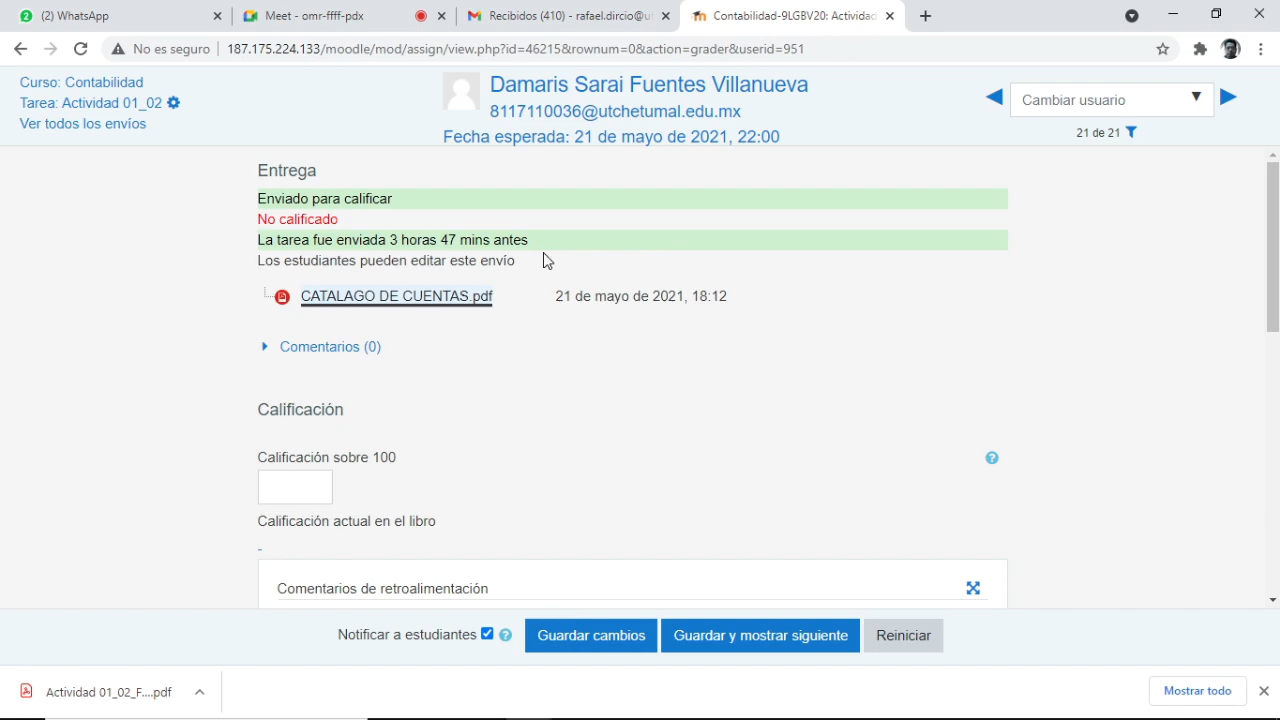 (2) WhatsApp
Meet - omr-ffff-pdx
Recibidos (410) - rafael.dircio@u
Contabilidad-9LGBV20: Actividad
No es seguro
187.175.224.133/moodle/mod/assign/view.php?id=46215&rownum=0&action=grader&userid=951
Curso: Contabilidad
Tarea: Actividad 01_02
Ver todos los envíos
Damaris Sarai Fuentes Villanueva
8117110036@utchetumal.edu.mx
Fecha esperada: 21 de mayo de 2021, 22:00
Cambiar usuario
21 de 21
Entrega
Enviado para calificar
No calificado
La tarea fue enviada 3 horas 47 mins antes
Los estudiantes pueden editar este envío
CATALAGO DE CUENTAS.pdf 21 de mayo de 2021, 18:12
Comentarios (0)
Calificación
Calificación sobre 100
Calificación actual en el libro
-
Comentarios de retroalimentación
Notificar a estudiantes
Guardar cambios
Guardar y mostrar siguiente
Reiniciar
Actividad 01_02_F....pdf
Mostrar todo